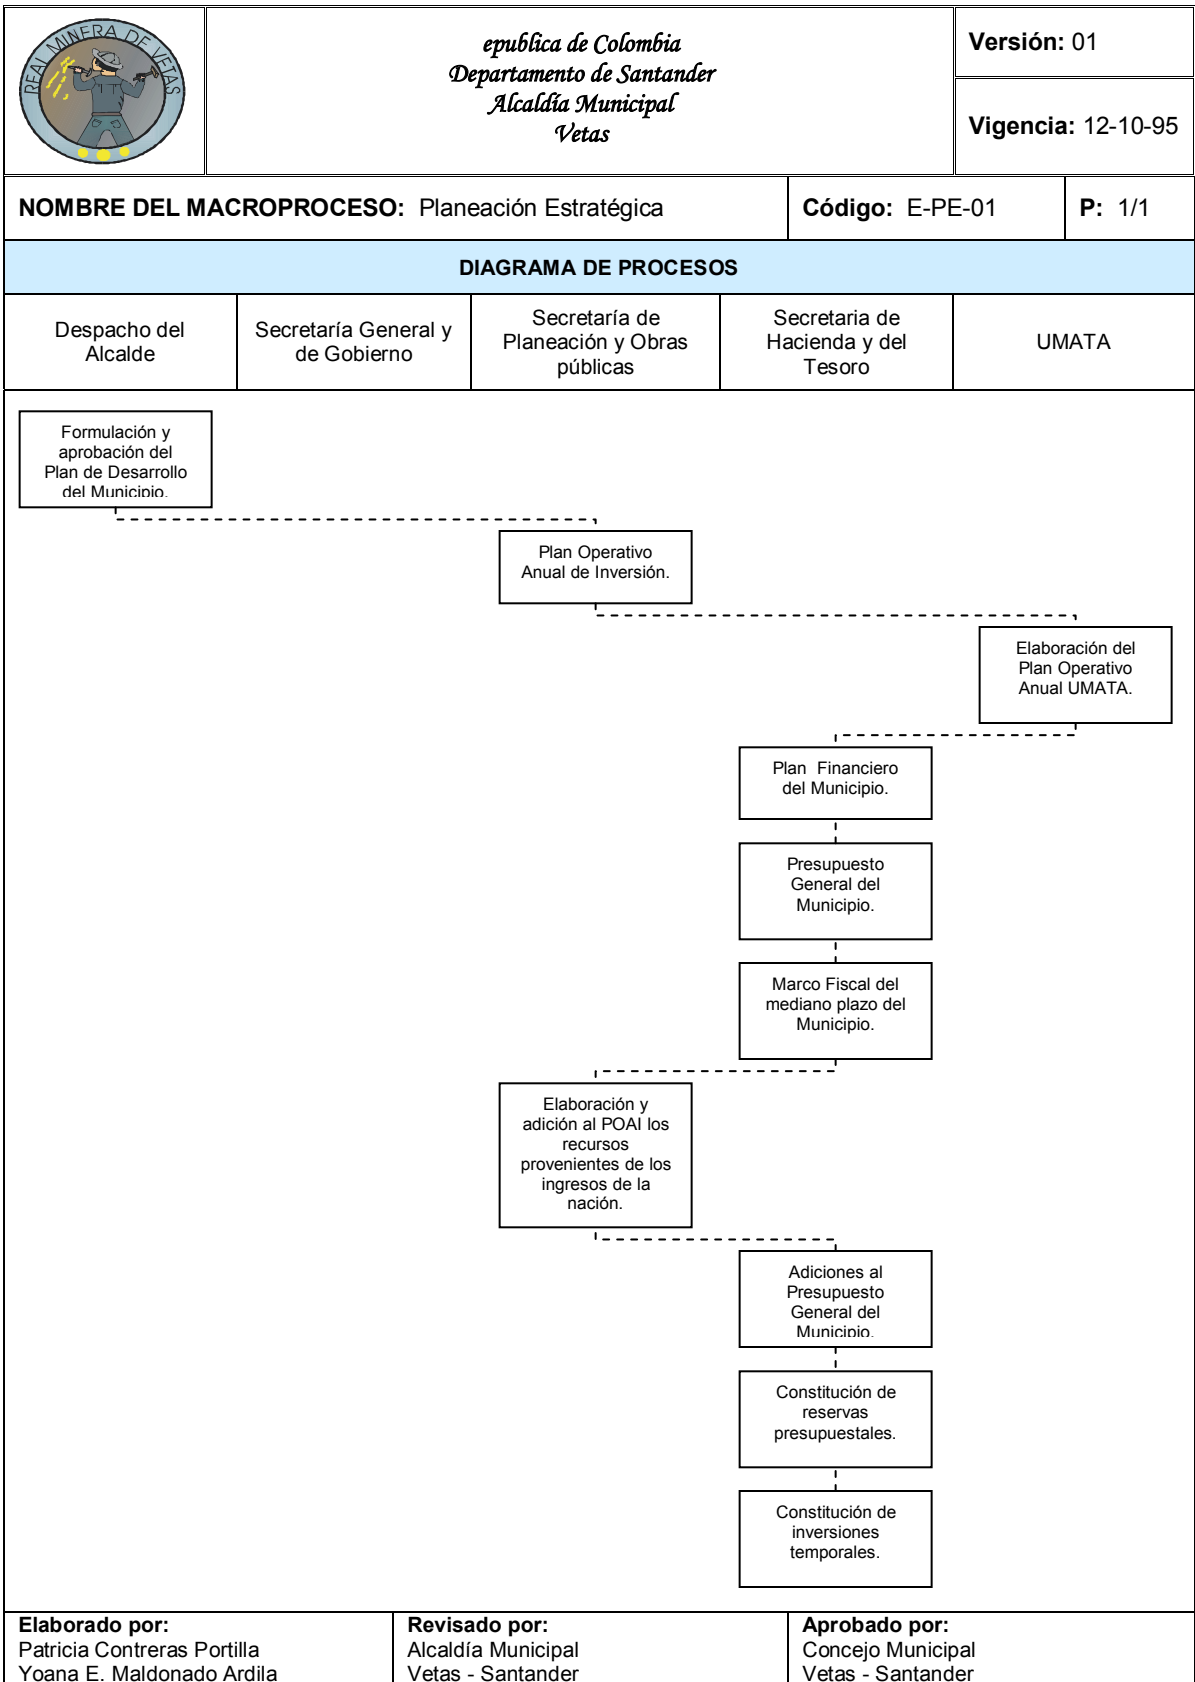 REAL MINERA DE VETAS
epublica de Colombia
Departamento de Santander
Alcaldía Municipal
Vetas
Versión: 01
Vigencia: 12-10-95
NOMBRE DEL MACROPROCESO: Planeación Estratégica
Código: E-PE-01
P: 1/1
DIAGRAMA DE PROCESOS
Despacho del
Alcalde
Secretaría General y
de Gobierno
Secretaría de
Planeación y Obras
públicas
Secretaria de
Hacienda y del
Tesoro
UMATA
Formulación y
aprobación del
Plan de Desarrollo
del Municipio.
Plan Operativo
Anual de Inversión.
Elaboración del
Plan Operativo
Anual UMATA.
Plan Financiero
del Municipio.
Presupuesto
General del
Municipio.
Marco Fiscal del
mediano plazo del
Municipio.
Elaboración y
adición al POAI los
recursos
provenientes de los
ingresos de la
nación.
Adiciones al
Presupuesto
General del
Municipio.
Constitución de
reservas
presupuestales.
Constitución de
inversiones
temporales.
Elaborado por:
Patricia Contreras Portilla
Yoana E. Maldonado Ardila
Revisado por:
Alcaldía Municipal
Vetas - Santander
Aprobado por:
Concejo Municipal
Vetas - Santander